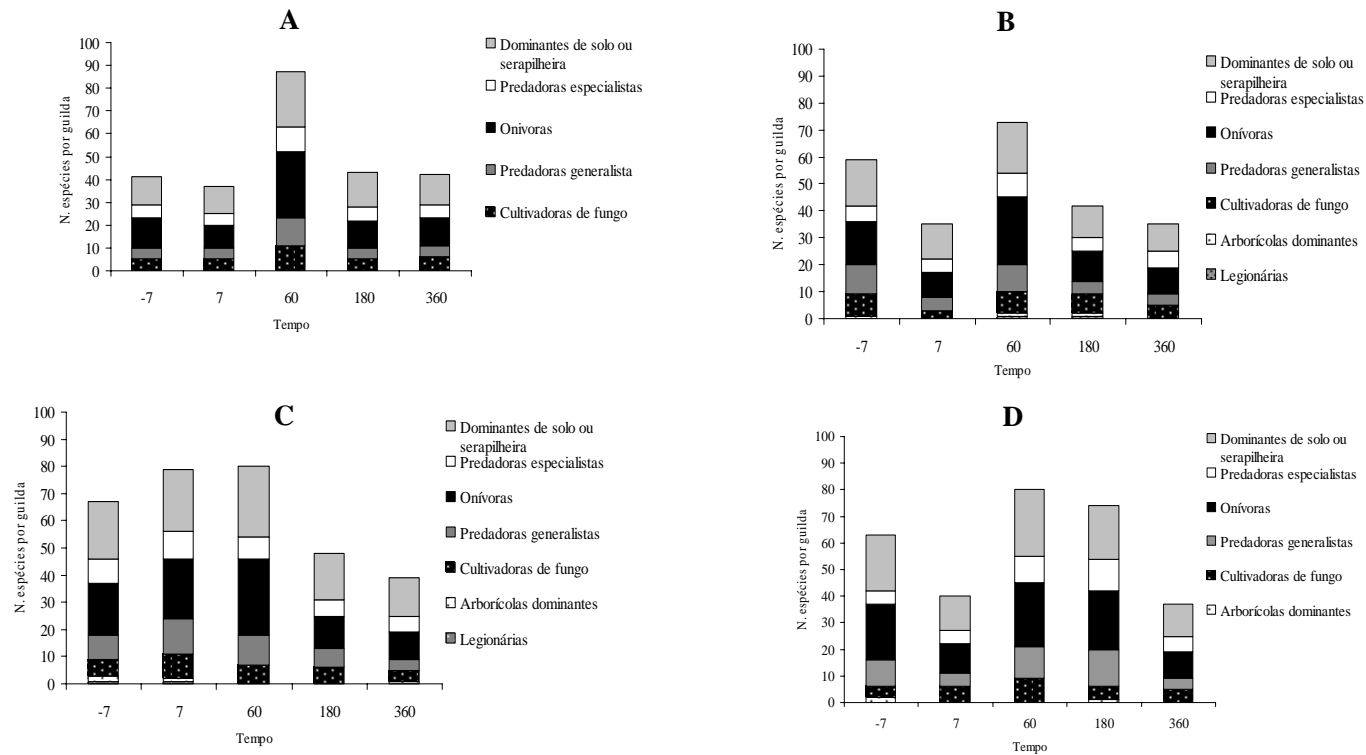 A
100
90
80
70
60
50
40
30
20
10
0
N. espécies por guilda
-7 7 60 180 360
Tempo
Dominantes de solo ou
serapilheira
Predadoras especialistas
Onivoras
Predadoras generalista
Cultivadoras de fungo
B
100
90
80
70
60
50
40
30
20
10
0
N. espécies por guilda
-7 7 60 180 360
Tempo
Dominantes de solo ou
serapilheira
Predadoras especialistas
Onívoras
Predadoras generalistas
Cultivadoras de fungo
Arborícolas dominantes
Legionárias
C
100
90
80
70
60
50
40
30
20
10
0
N. espécies por guilda
-7 7 60 180 360
Tempo
Dominantes de solo ou
serapilheira
Predadoras especialistas
Onívoras
Predadoras generalistas
Cultivadoras de fungo
Arborícolas dominantes
Legionárias
D
100
90
80
70
60
50
40
30
20
10
0
N. espécies por guilda
-7 7 60 180 360
Tempo
Dominantes de solo ou
serapilheira
Predadoras especialistas
Onívoras
Predadoras generalistas
Cultivadoras de fungo
Arborícolas dominantes